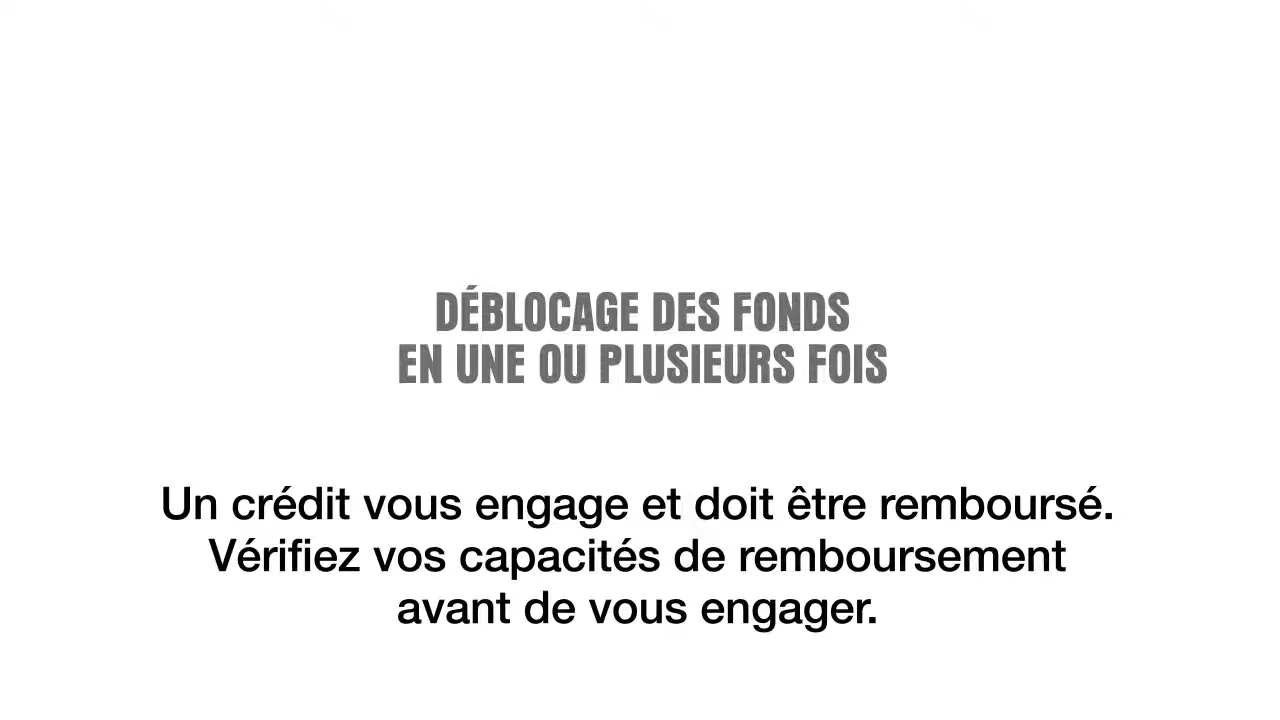 DÉBLOCAGE DES FONDS
EN UNE OU PLUSIEURS FOIS
Un crédit vous engage et doit être remboursé.
Vérifiez vos capacités de remboursement
avant de vous engager.